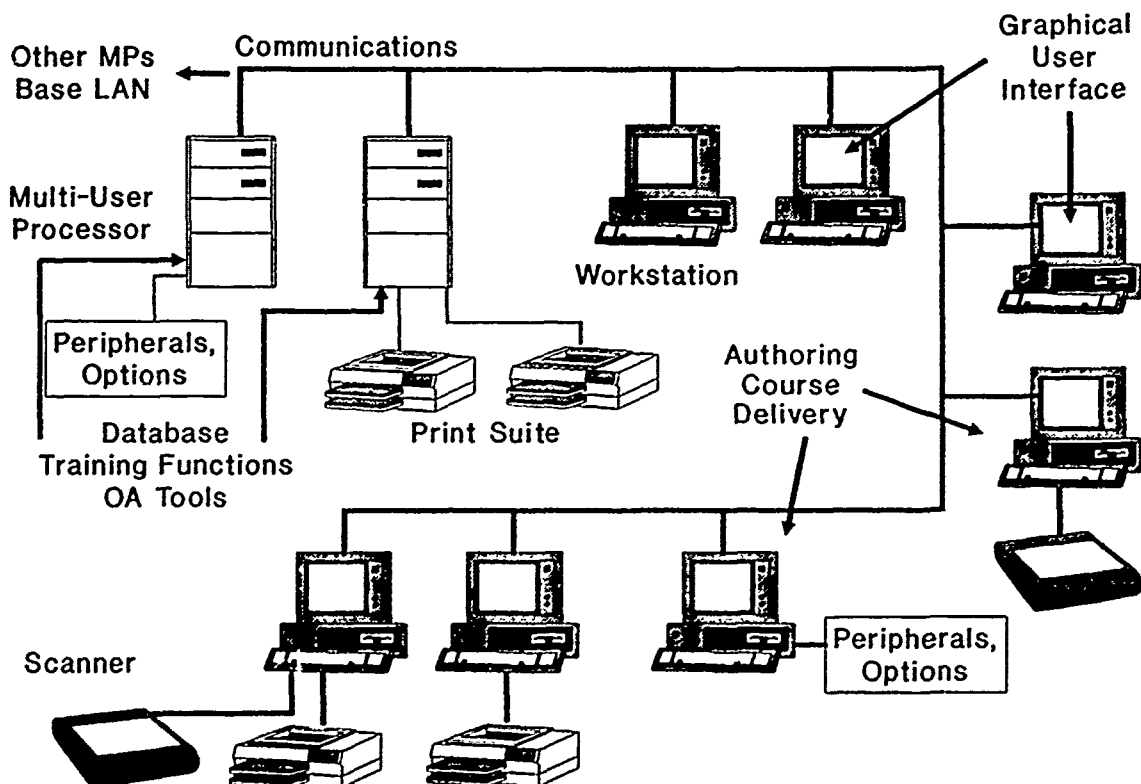 Communications
Other MPs
Base LAN
Graphical
User
Interface
Multi-User
Processor
Workstation
Peripherals,
Options
Authoring
Course
Delivery
Print Suite
Database
Training Functions
OA Tools
Scanner
Peripherals,
Options